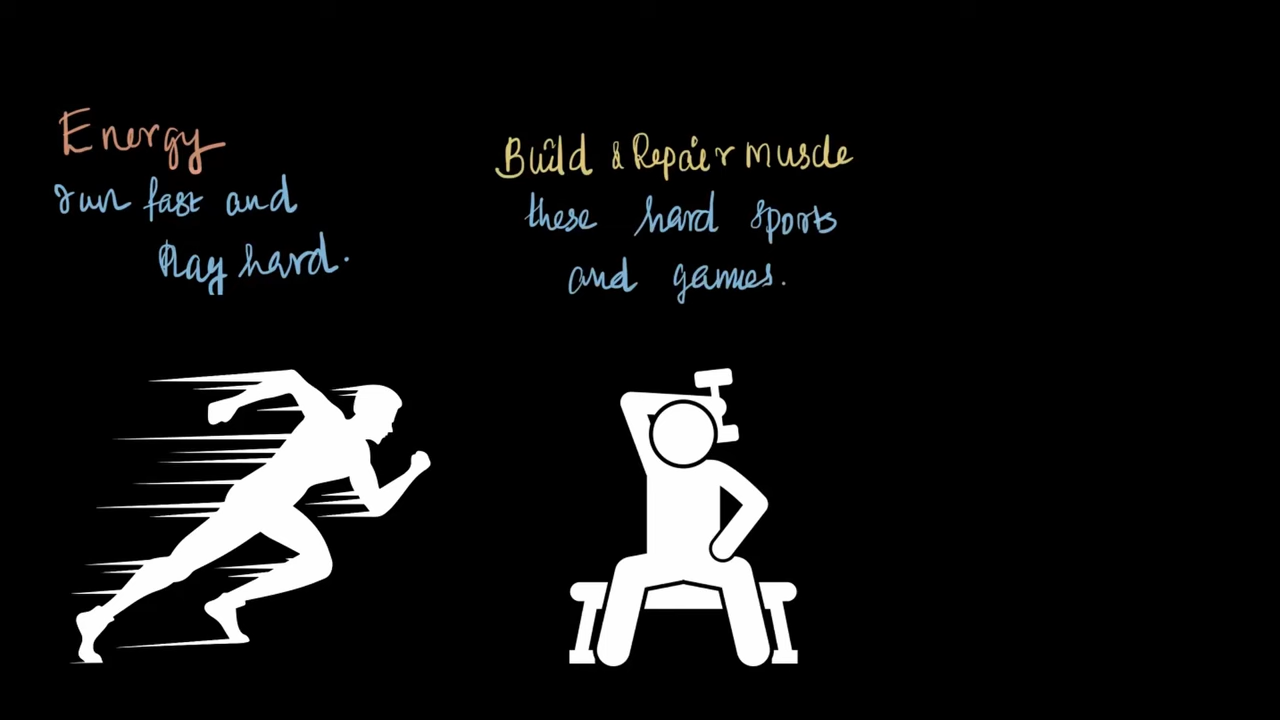 Energy
run fast and
Play hard.
Build & Repair muscle
these hard sports
and games.